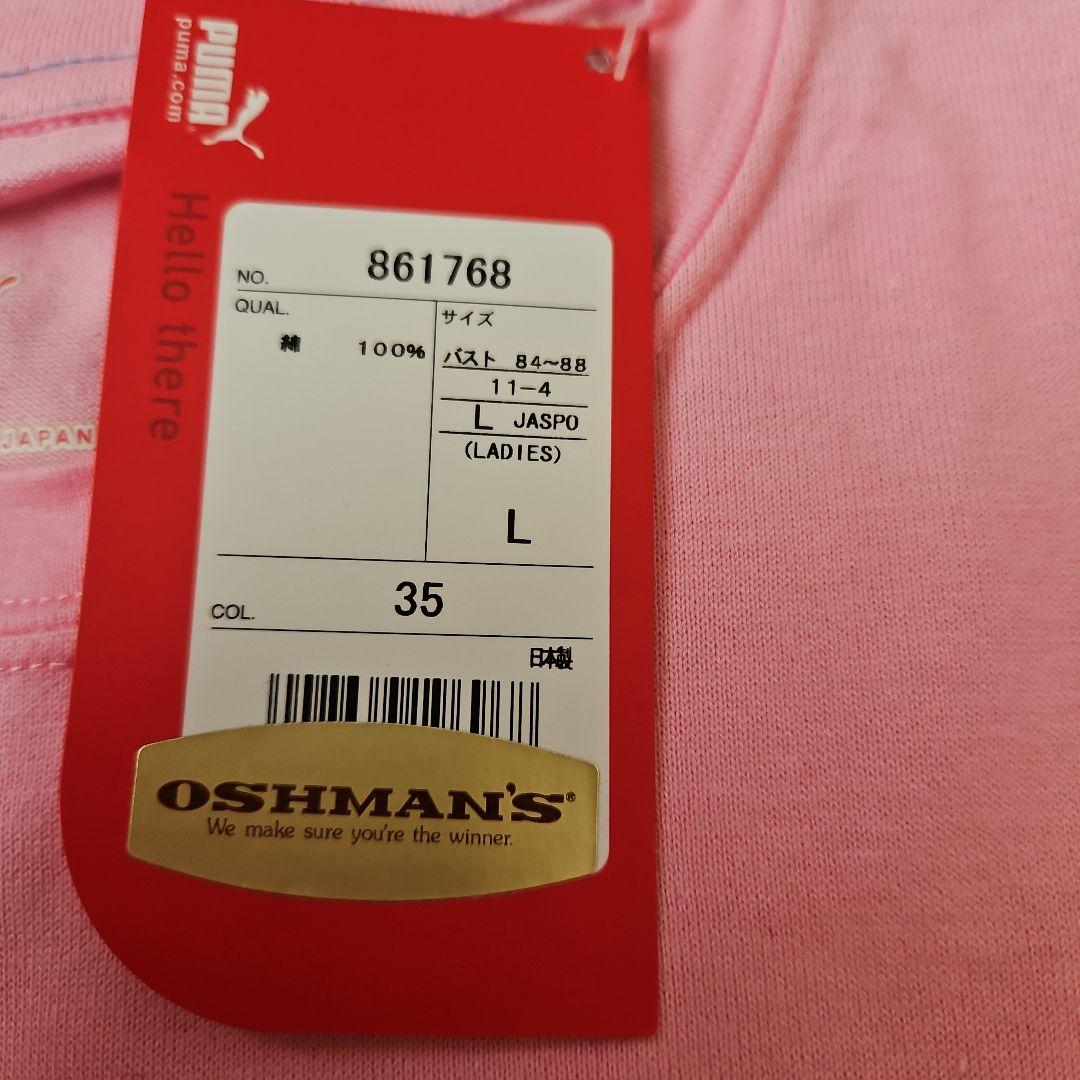 PUMA
puma.com
Hello there
NO. 861768
QUAL.
綿 100%
サイズ
バスト 84~88
11-4
L JASPO
(LADIES)
L
COL. 35
日本製
OSHMAN'S®
We make sure you're the winner.
JAPAN